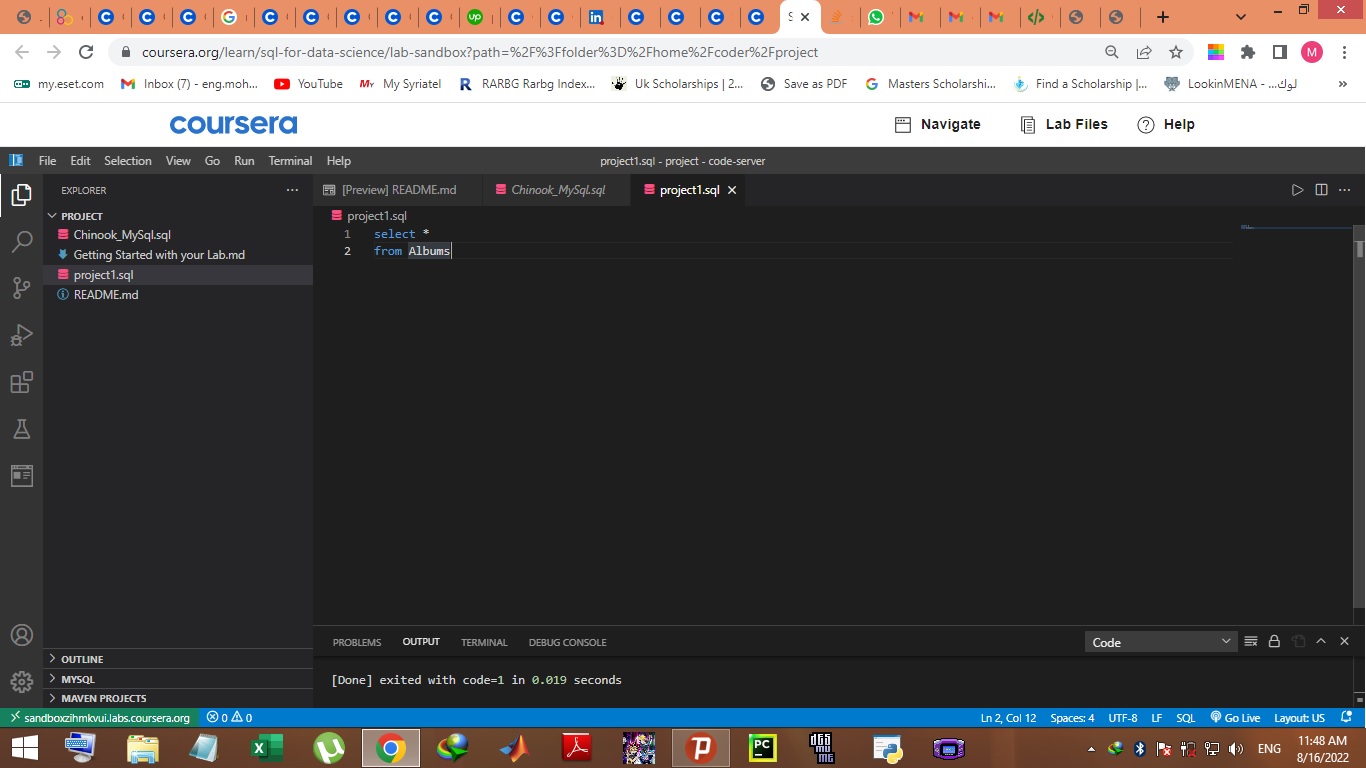 S
coursera.org/learn/sql-for-data-science/lab-sandbox?path=%2F%3Ffolder%3D%2Fhome%2Fcoder%2Fproject
M
my.eset.com
Inbox (7) - eng.moh...
YouTube
My Syriatel
RARBG Rarbg Index...
Uk Scholarships | 2...
Save as PDF
Masters Scholarshi...
Find a Scholarship |...
LookinMENA - ...لوك
»
coursera
Navigate
Lab Files
Help
File Edit Selection View Go Run Terminal Help
project1.sql - project - code-server
EXPLORER
PROJECT
Chinook_MySql.sql
Getting Started with your Lab.md
project1.sql
README.md
OUTLINE
MYSQL
MAVEN PROJECTS
[Preview] README.md
Chinook_MySql.sql
project1.sql
project1.sql
1 select *
2 from Albums
PROBLEMS OUTPUT TERMINAL DEBUG CONSOLE
Code
[Done] exited with code=1 in 0.019 seconds
sandboxzihmkvui.labs.coursera.org
0 0
Ln 2, Col 12 Spaces: 4 UTF-8 LF SQL Go Live Layout: US
ENG
11:48 AM
8/16/2022